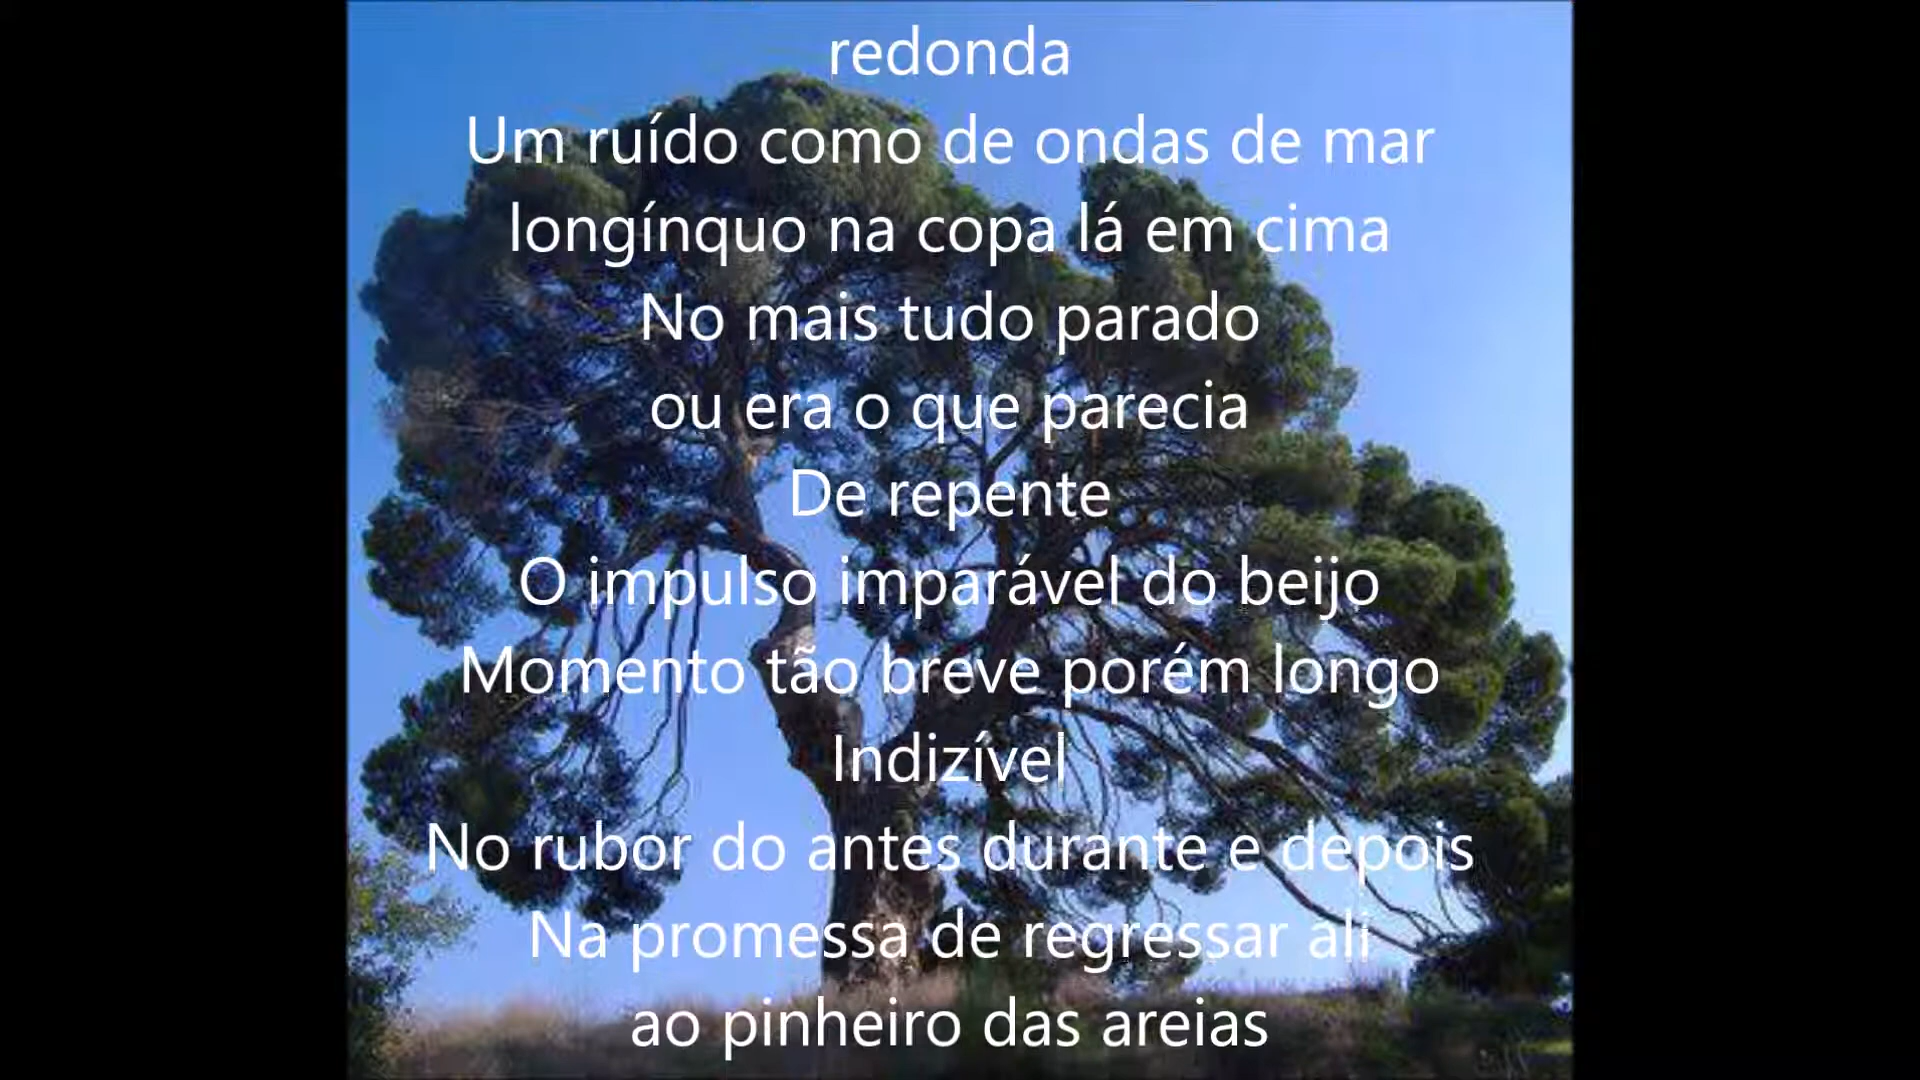 redonda
Um ruído como de ondas de mar
longínquo na copa lá em cima
No mais tudo parado
ou era o que parecia
De repente
O impulso imparável do beijo
Momento tão breve porém longo
Indizível
No rubor do antes durante e depois
Na promessa de regressar ali
ao pinheiro das areias